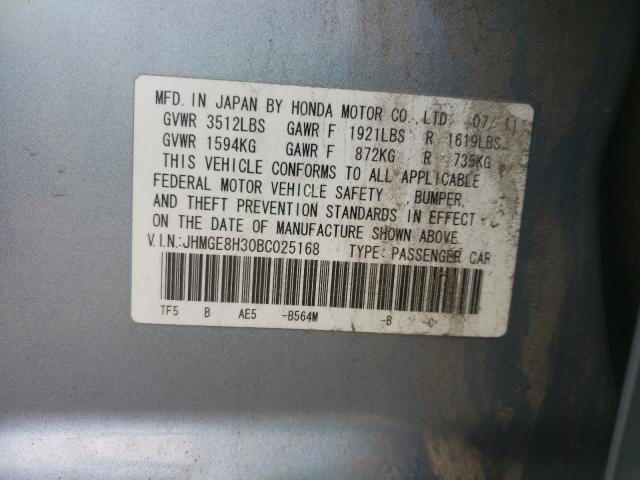 MFD. IN JAPAN BY HONDA MOTOR CO.,LTD. 07/11
GVWR 3512LBS GAWR F 1921LBS R 1619LBS
GVWR 1594KG GAWR F 872KG R 735KG
THIS VEHICLE CONFORMS TO ALL APPLICABLE
FEDERAL MOTOR VEHICLE SAFETY ,BUMPER,
AND THEFT PREVENTION STANDARDS IN EFFECT
ON THE DATE OF MANUFACTURE SHOWN ABOVE.
V.I.N.:JHMGE8H30BC025168 TYPE: PASSENGER CAR
TF5 B AE5 -B564M -B -C